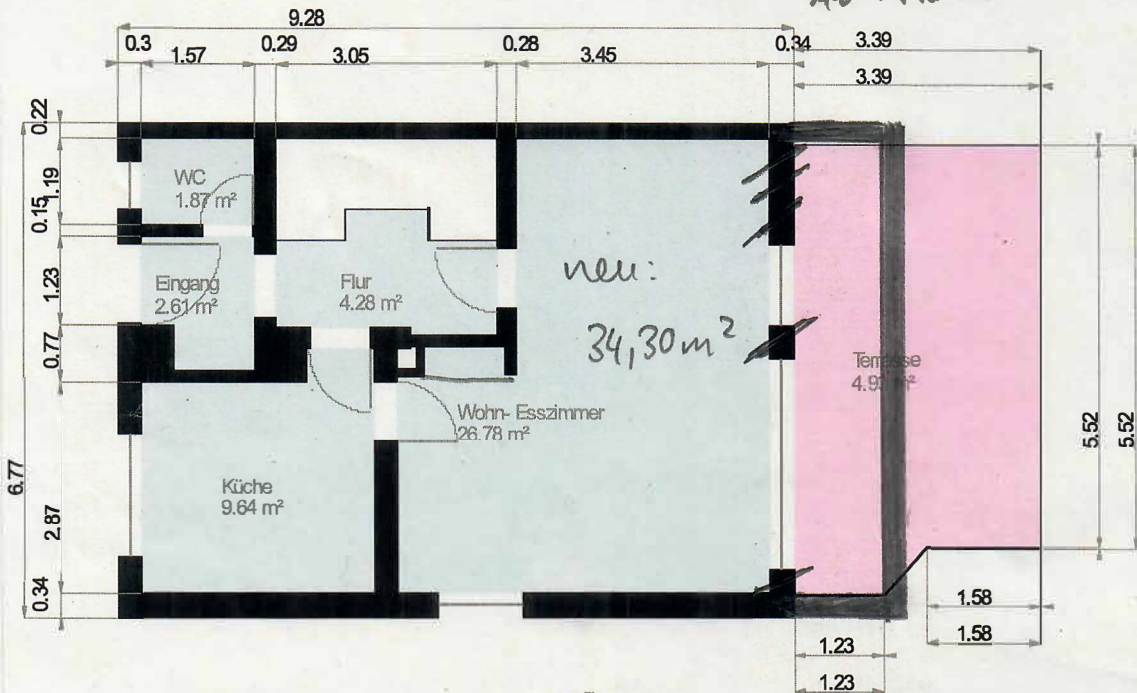 9.28
0.3 1.57 0.29 3.05 0.28 3.45 0.34 3.39
3.39
0.22
1.19
0.15
1.23
0.77
2.87
0.34
6.77
WC
1.87 m²
Eingang
2.61 m²
Flur
4.28 m²
neu:
34,30 m²
Wohn- Esszimmer
26.78 m²
Küche
9.64 m²
Terrasse
5.52
5.52
1.58
1.58
1.23
1.23